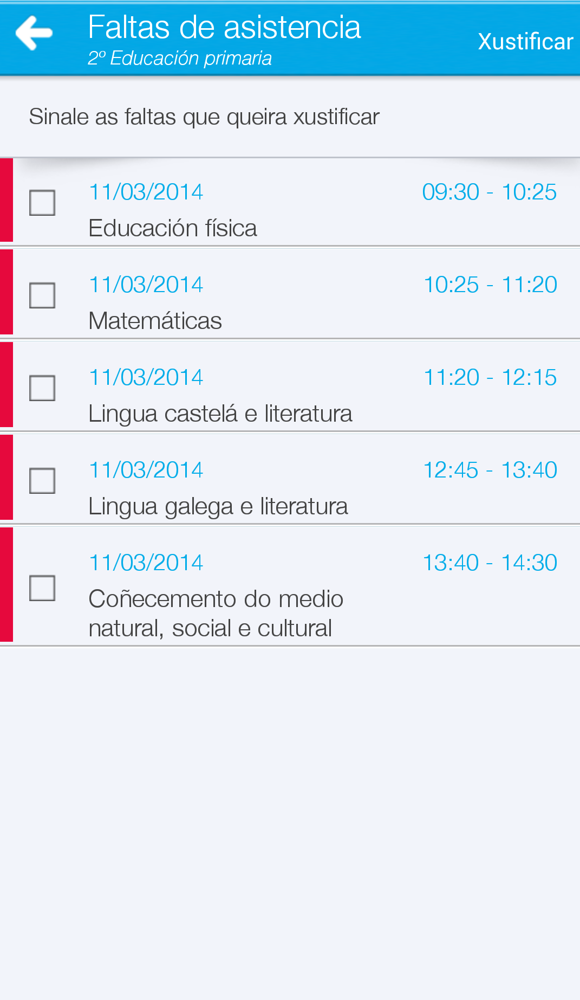 Faltas de asistencia
2º Educación primaria
Xustificar
Sinale as faltas que queira xustificar
11/03/2014 09:30 - 10:25
Educación física
11/03/2014 10:25 - 11:20
Matemáticas
11/03/2014 11:20 - 12:15
Lingua castelá e literatura
11/03/2014 12:45 - 13:40
Lingua galega e literatura
11/03/2014 13:40 - 14:30
Coñecemento do medio
natural, social e cultural